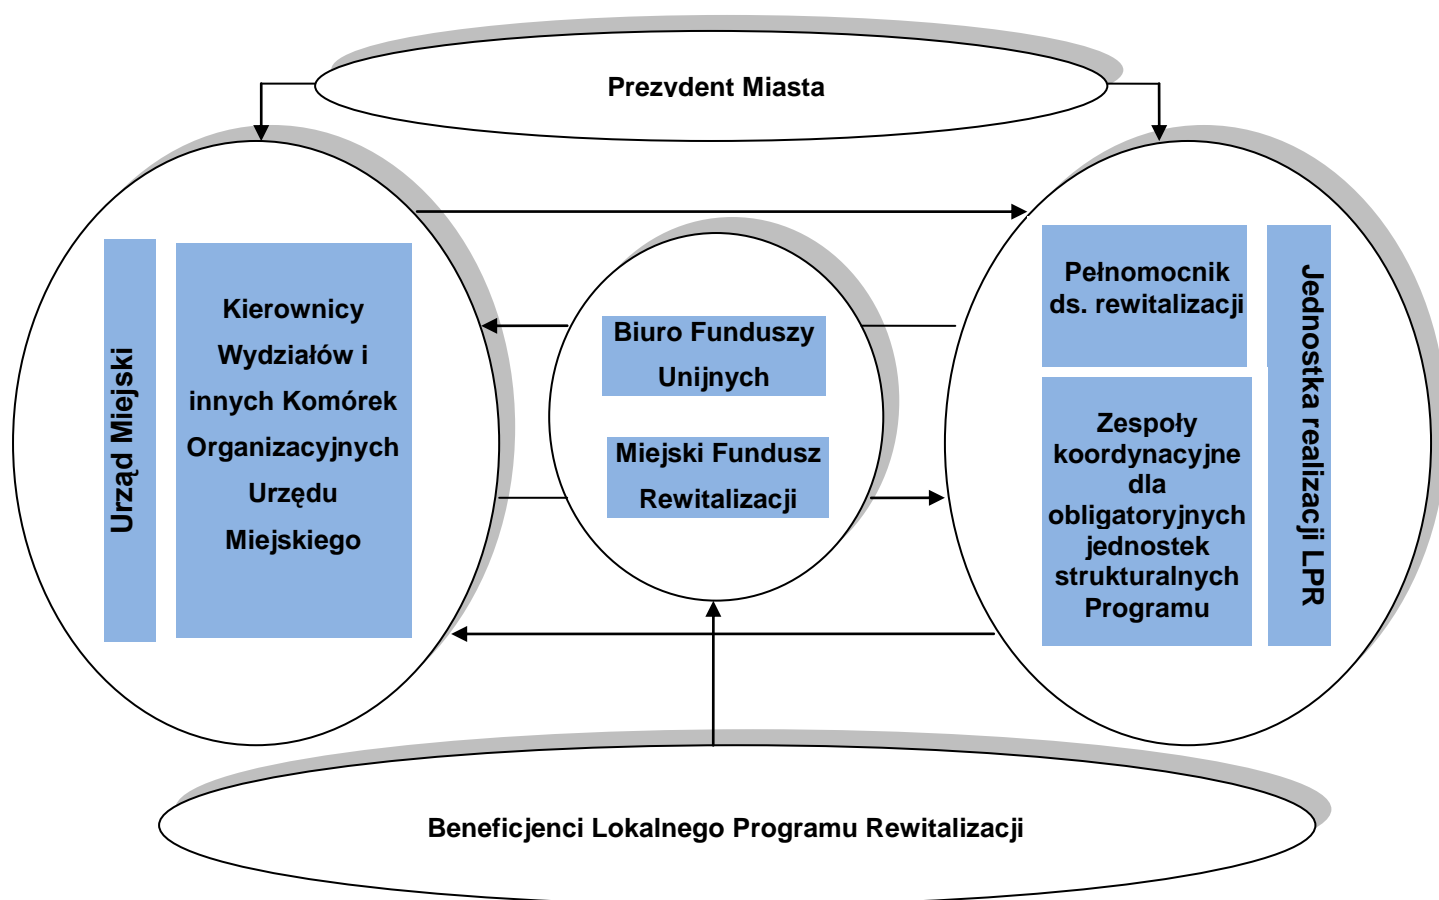 Prezydent Miasta
Urząd Miejski
Kierownicy
Wydziałów i
innych Komórek
Organizacyjnych
Urzędu
Miejskiego
Biuro Funduszy
Unijnych
Miejski Fundusz
Rewitalizacji
Pełnomocnik
ds. rewitalizacji
Zespoły
koordynacyjne
dla
obligatoryjnych
jednostek
strukturalnych
Programu
Jednostka realizacji LPR
Beneficjenci Lokalnego Programu Rewitalizacji